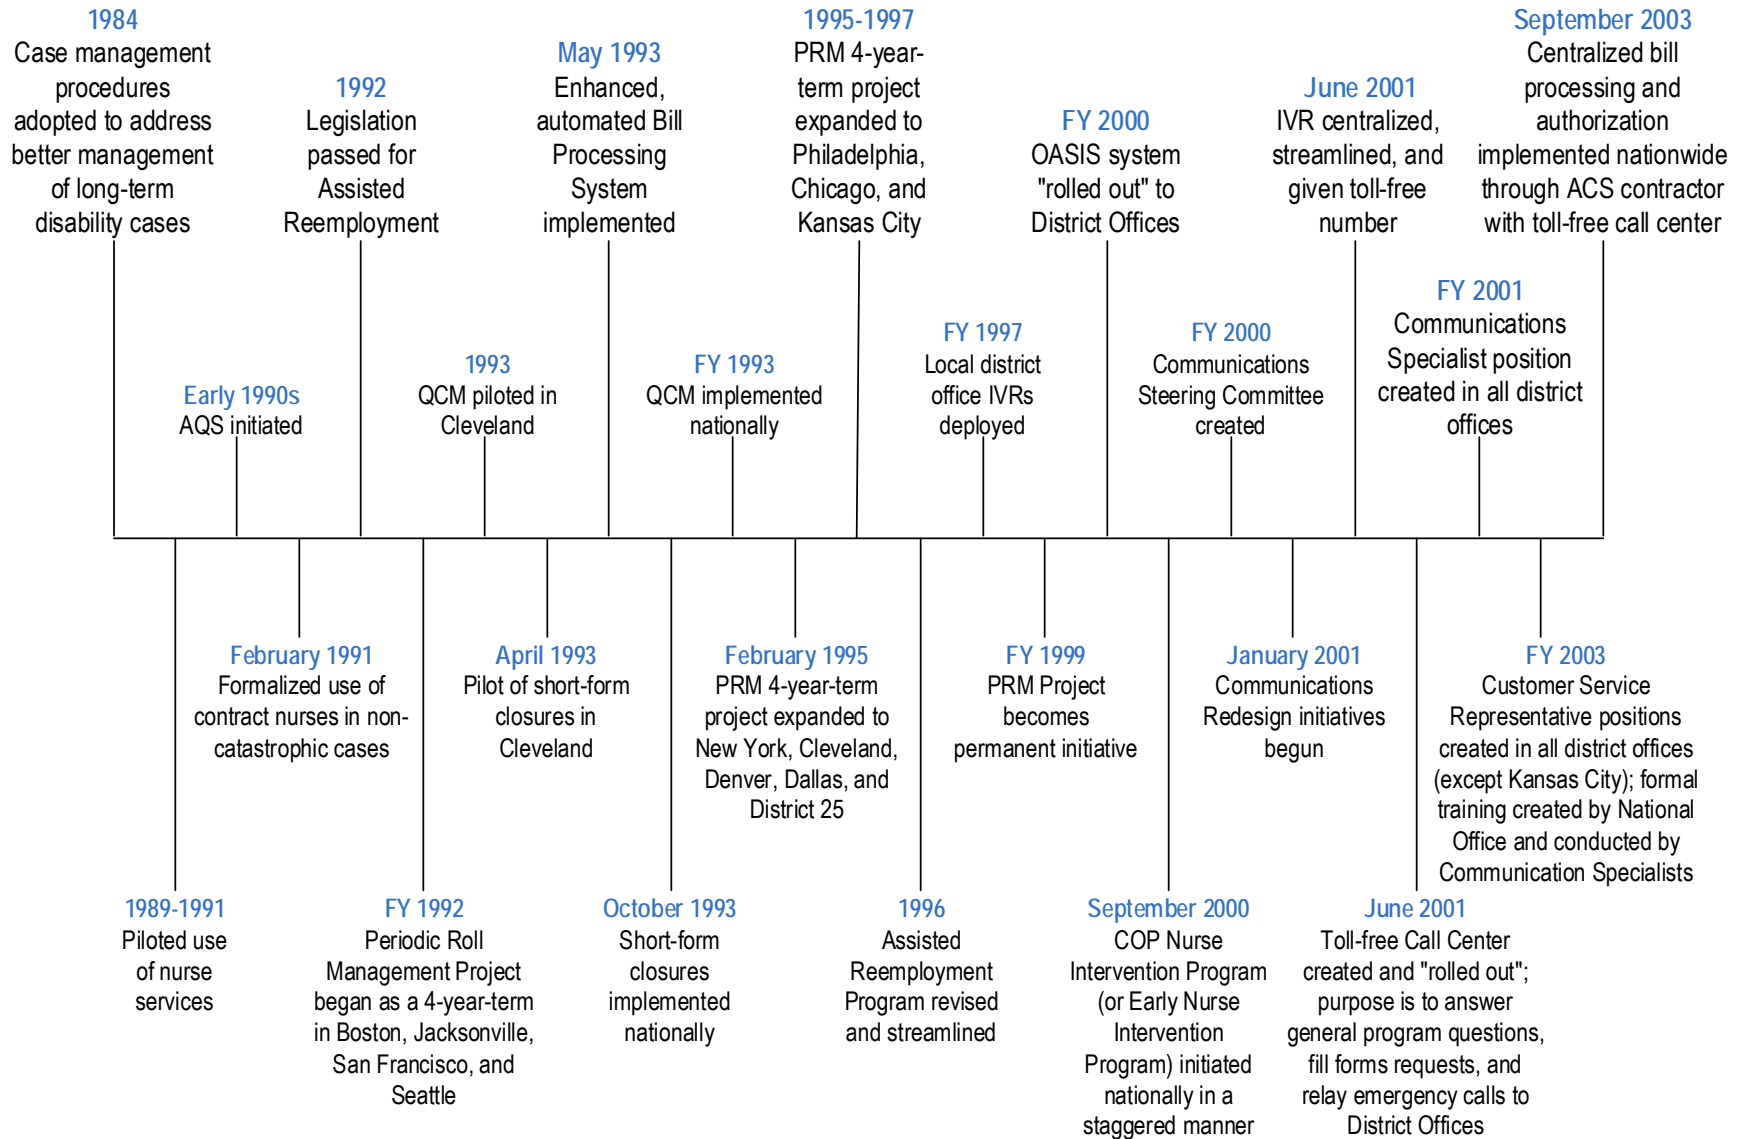 1984
Case management
procedures
adopted to address
better management
of long-term
disability cases
1992
Legislation
passed for
Assisted
Reemployment
May 1993
Enhanced,
automated Bill
Processing
System
implemented
1995-1997
PRM 4-year-
term project
expanded to
Philadelphia,
Chicago, and
Kansas City
FY 2000
OASIS system
"rolled out" to
District Offices
June 2001
IVR centralized,
streamlined, and
given toll-free
number
September 2003
Centralized bill
processing and
authorization
implemented nationwide
through ACS contractor
with toll-free call center
Early 1990s
AQS initiated
1993
QCM piloted in
Cleveland
FY 1993
QCM implemented
nationally
FY 1997
Local district
office IVRs
deployed
FY 2000
Communications
Steering Committee
created
FY 2001
Communications
Specialist position
created in all district
offices
February 1991
Formalized use of
contract nurses in non-
catastrophic cases
April 1993
Pilot of short-form
closures in
Cleveland
February 1995
PRM 4-year-term
project expanded to
New York, Cleveland,
Denver, Dallas, and
District 25
FY 1999
PRM Project
becomes
permanent initiative
January 2001
Communications
Redesign initiatives
begun
FY 2003
Customer Service
Representative positions
created in all district offices
(except Kansas City); formal
training created by National
Office and conducted by
Communication Specialists
1989-1991
Piloted use
of nurse
services
FY 1992
Periodic Roll
Management Project
began as a 4-year-term
in Boston, Jacksonville,
San Francisco, and
Seattle
October 1993
Short-form
closures
implemented
nationally
1996
Assisted
Reemployment
Program revised
and streamlined
September 2000
COP Nurse
Intervention Program
(or Early Nurse
Intervention
Program) initiated
nationally in a
staggered manner
June 2001
Toll-free Call Center
created and "rolled out";
purpose is to answer
general program questions,
fill forms requests, and
relay emergency calls to
District Offices